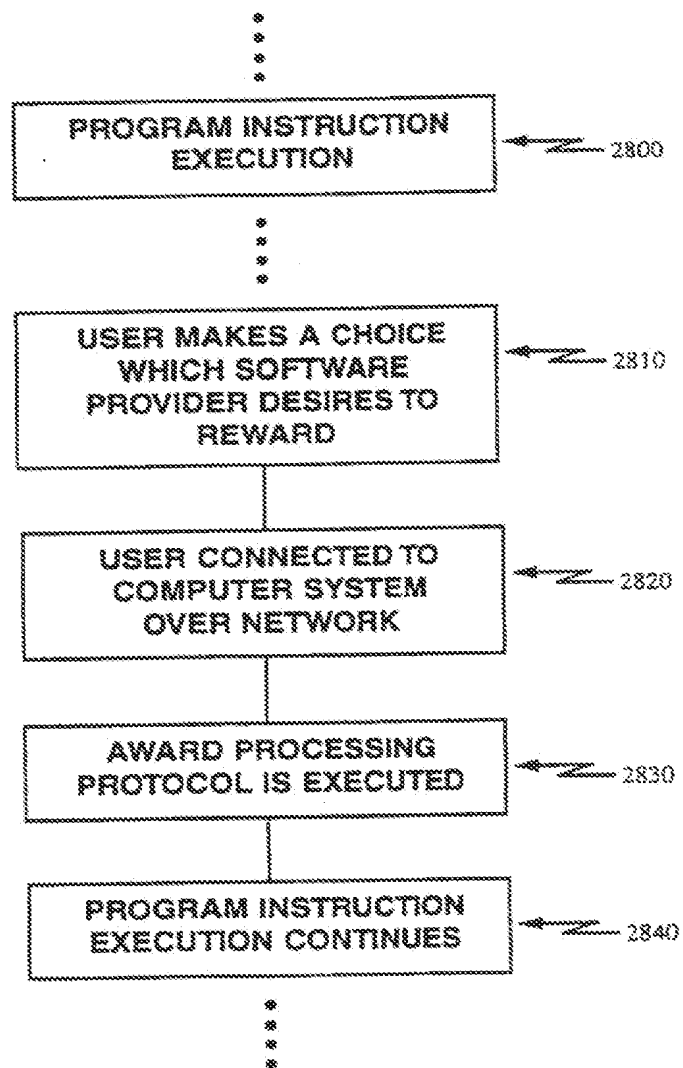 PROGRAM INSTRUCTION
EXECUTION
2800
USER MAKES A CHOICE
WHICH SOFTWARE
PROVIDER DESIRES TO
REWARD
2810
USER CONNECTED TO
COMPUTER SYSTEM
OVER NETWORK
2820
AWARD PROCESSING
PROTOCOL IS EXECUTED
2830
PROGRAM INSTRUCTION
EXECUTION CONTINUES
2840